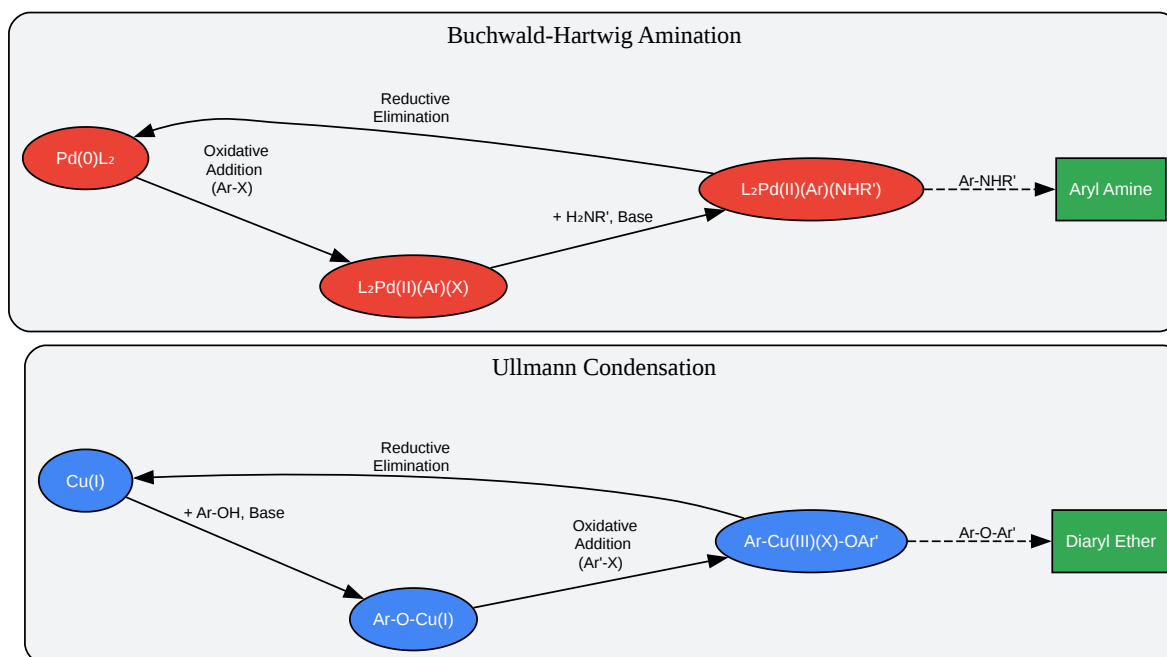 Buchwald-Hartwig Amination
Reductive
Elimination
Pd(0)L₂
Oxidative
Addition
(Ar-X)
L₂Pd(II)(Ar)(NHR')
Ar-NHR'
Aryl Amine
+ H₂NR', Base
L₂Pd(II)(Ar)(X)
Ullmann Condensation
Reductive
Elimination
Cu(I)
+ Ar-OH, Base
Oxidative
Addition
(Ar'-X)
Ar-Cu(III)(X)-OAr'
Ar-O-Ar'
Diaryl Ether
Ar-O-Cu(I)